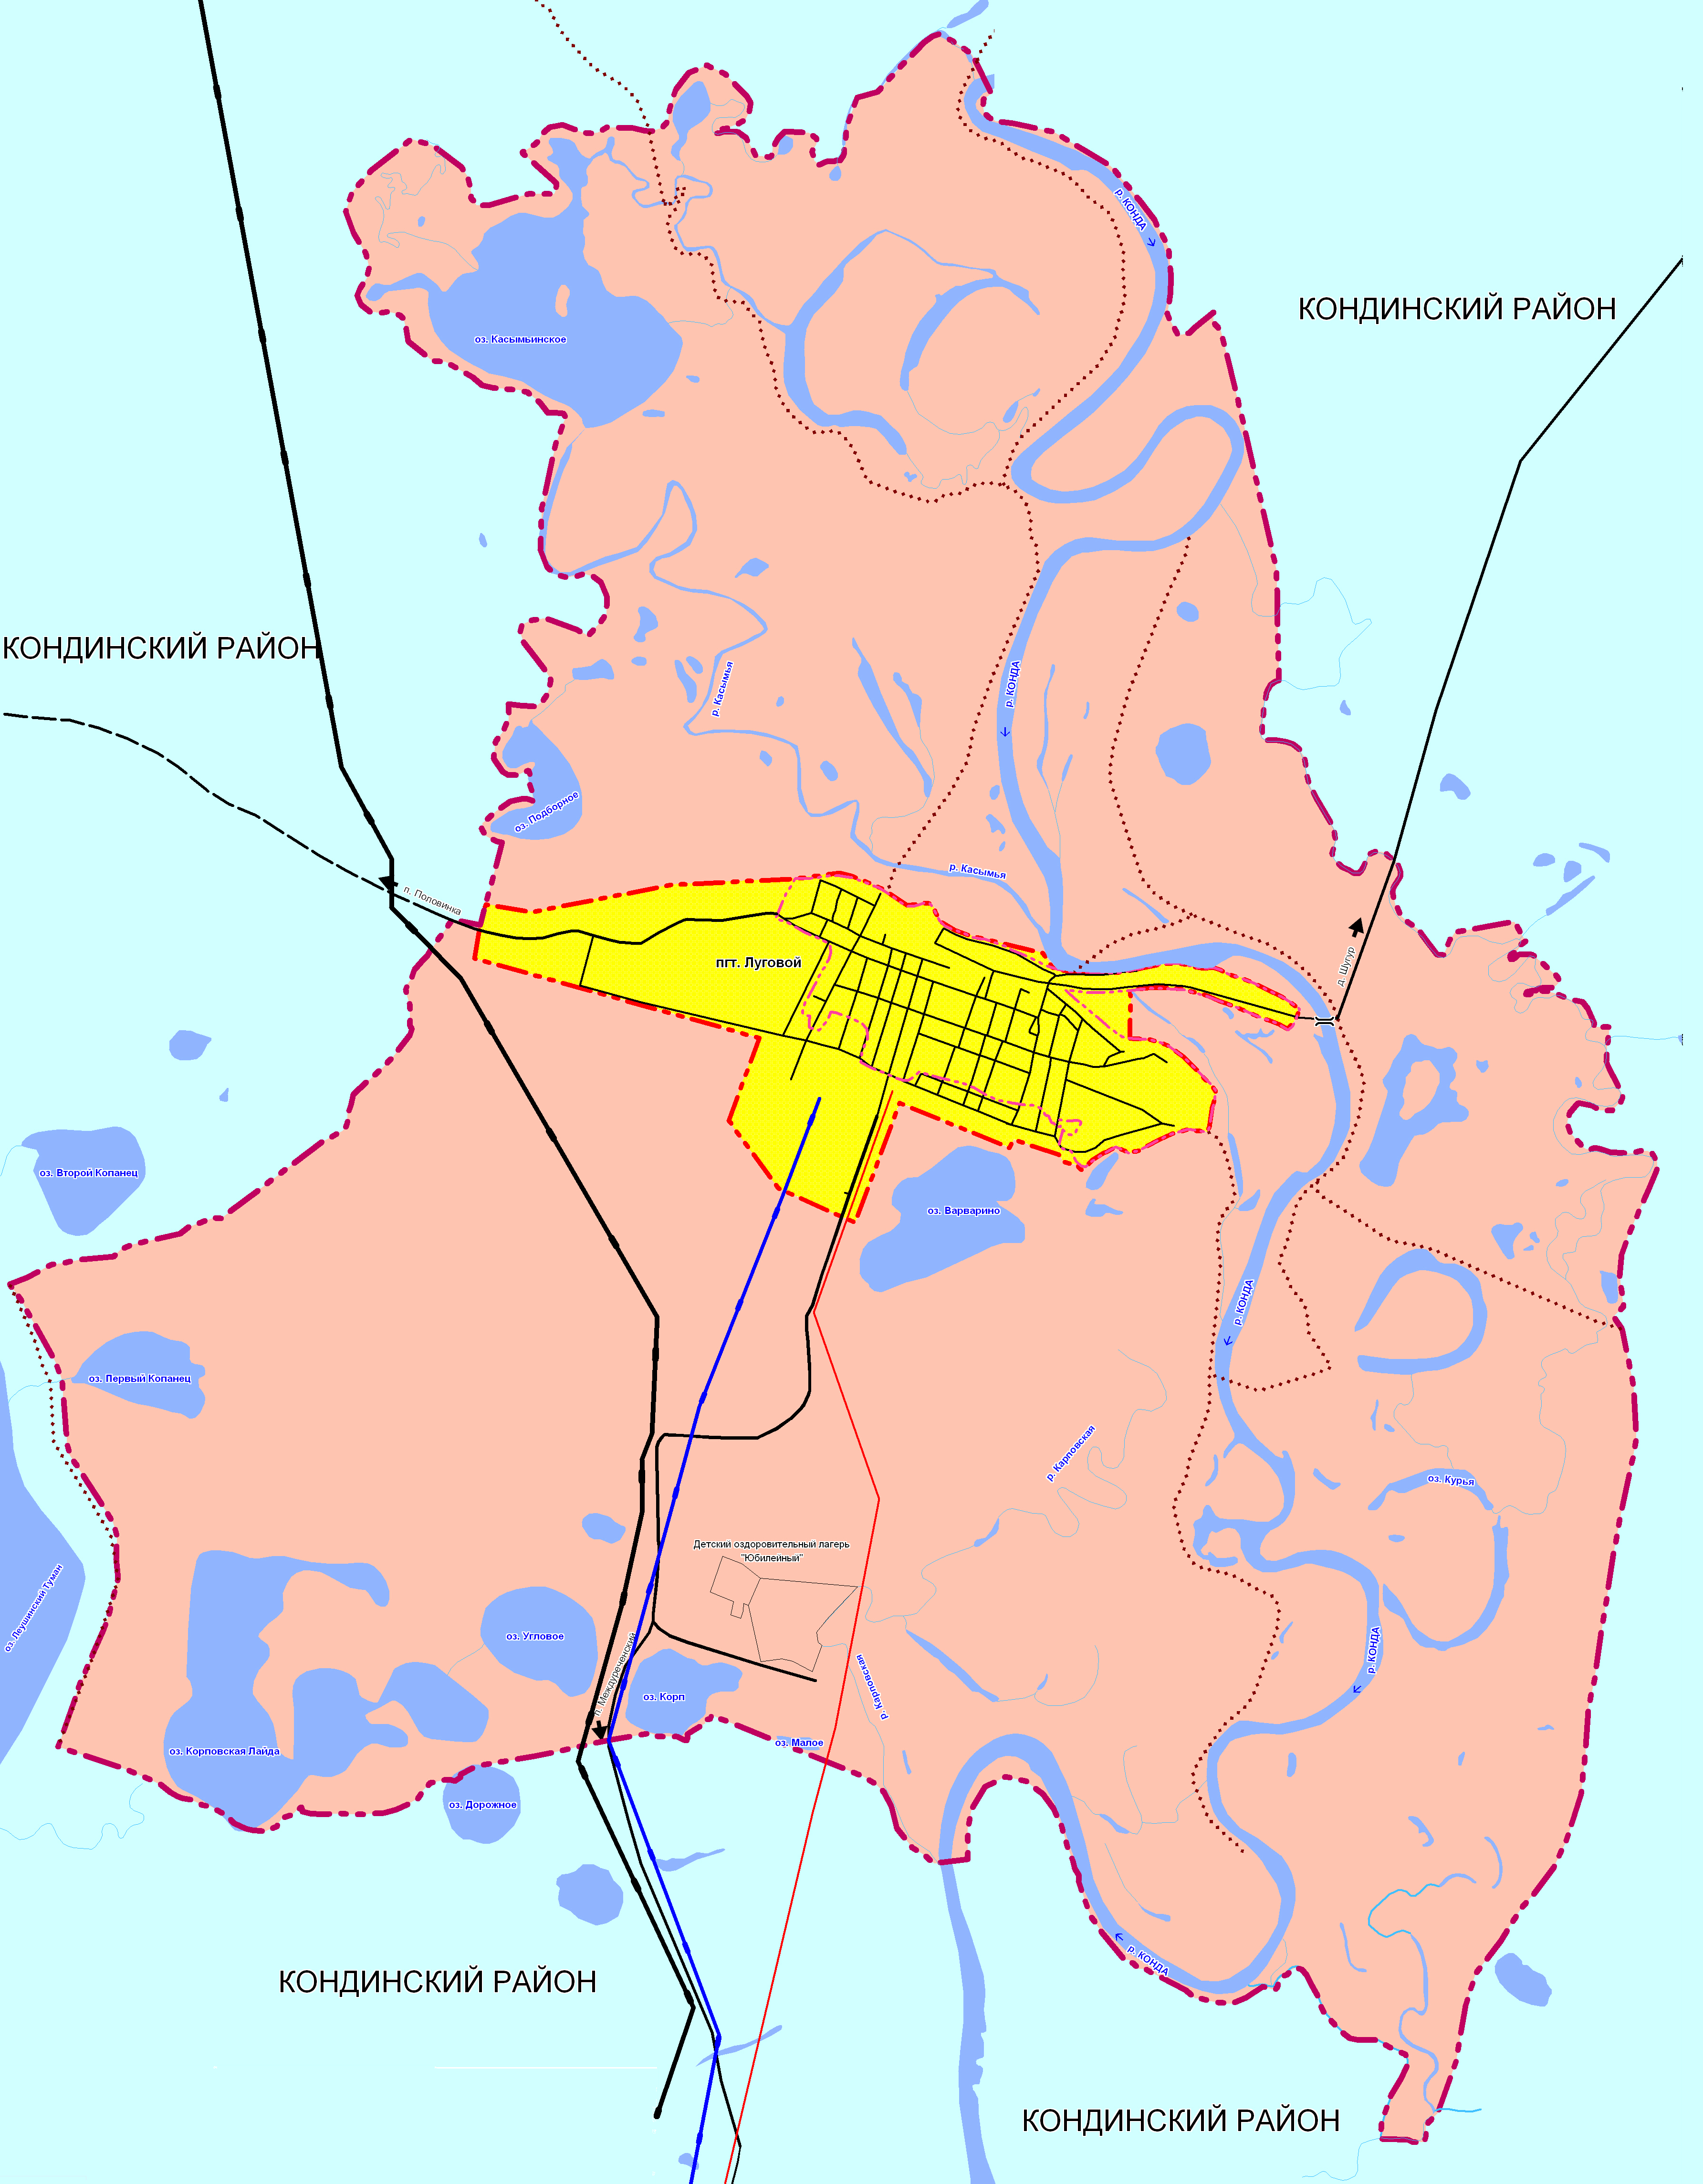 р. КОНДА
КОНДИНСКИЙ РАЙОН
оз. Касымьинское
КОНДИНСКИЙ РАЙОН
р. Касымья
р. КОНДА
оз. Подборное
р. Касымья
п. Половинка
пгт. Луговой
д. Шугур
оз. Второй Копанец
оз. Варварино
р. КОНДА
оз. Первый Копанец
р. Карповская
оз. Курья
Детский оздоровительный лагерь
"Юбилейный"
оз. Леушинский Туман
оз. Угловое
п. Междуреченский
р. КОНДА
р. Карповская
оз. Корп
оз. Малое
оз. Корповская Лайда
оз. Дорожное
р. КОНДА
КОНДИНСКИЙ РАЙОН
КОНДИНСКИЙ РАЙОН